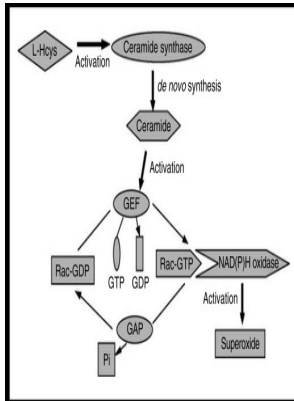 L-Hcys
Activation
Ceramide synthase
de novo synthesis
Ceramide
Activation
GEF
Rac-GDP
GTP
GDP
Rac-GTP
NAD(P)H oxidase
Activation
GAP
Pi
Superoxide